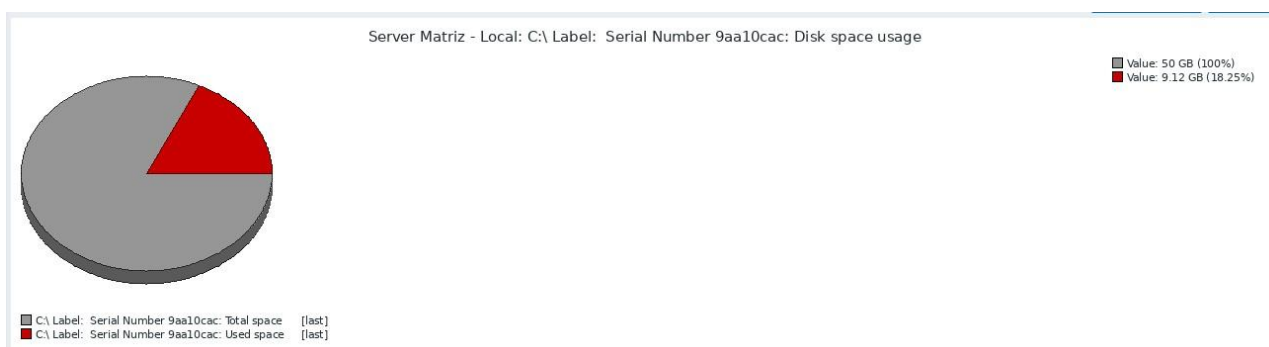 Server Matriz - Local: C:\ Label:  Serial Number 9aa10cac: Disk space usage
Value: 50 GB (100%)
Value: 9.12 GB (18.25%)
C:\ Label:  Serial Number 9aa10cac: Total space [last]
C:\ Label:  Serial Number 9aa10cac: Used space [last]